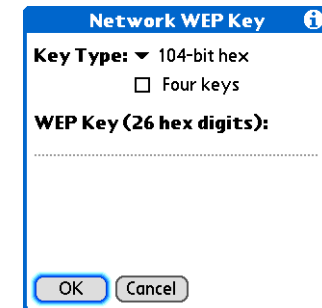 Network WEP Key i
Key Type: 104-bit hex
Four keys
WEP Key (26 hex digits):
OK Cancel